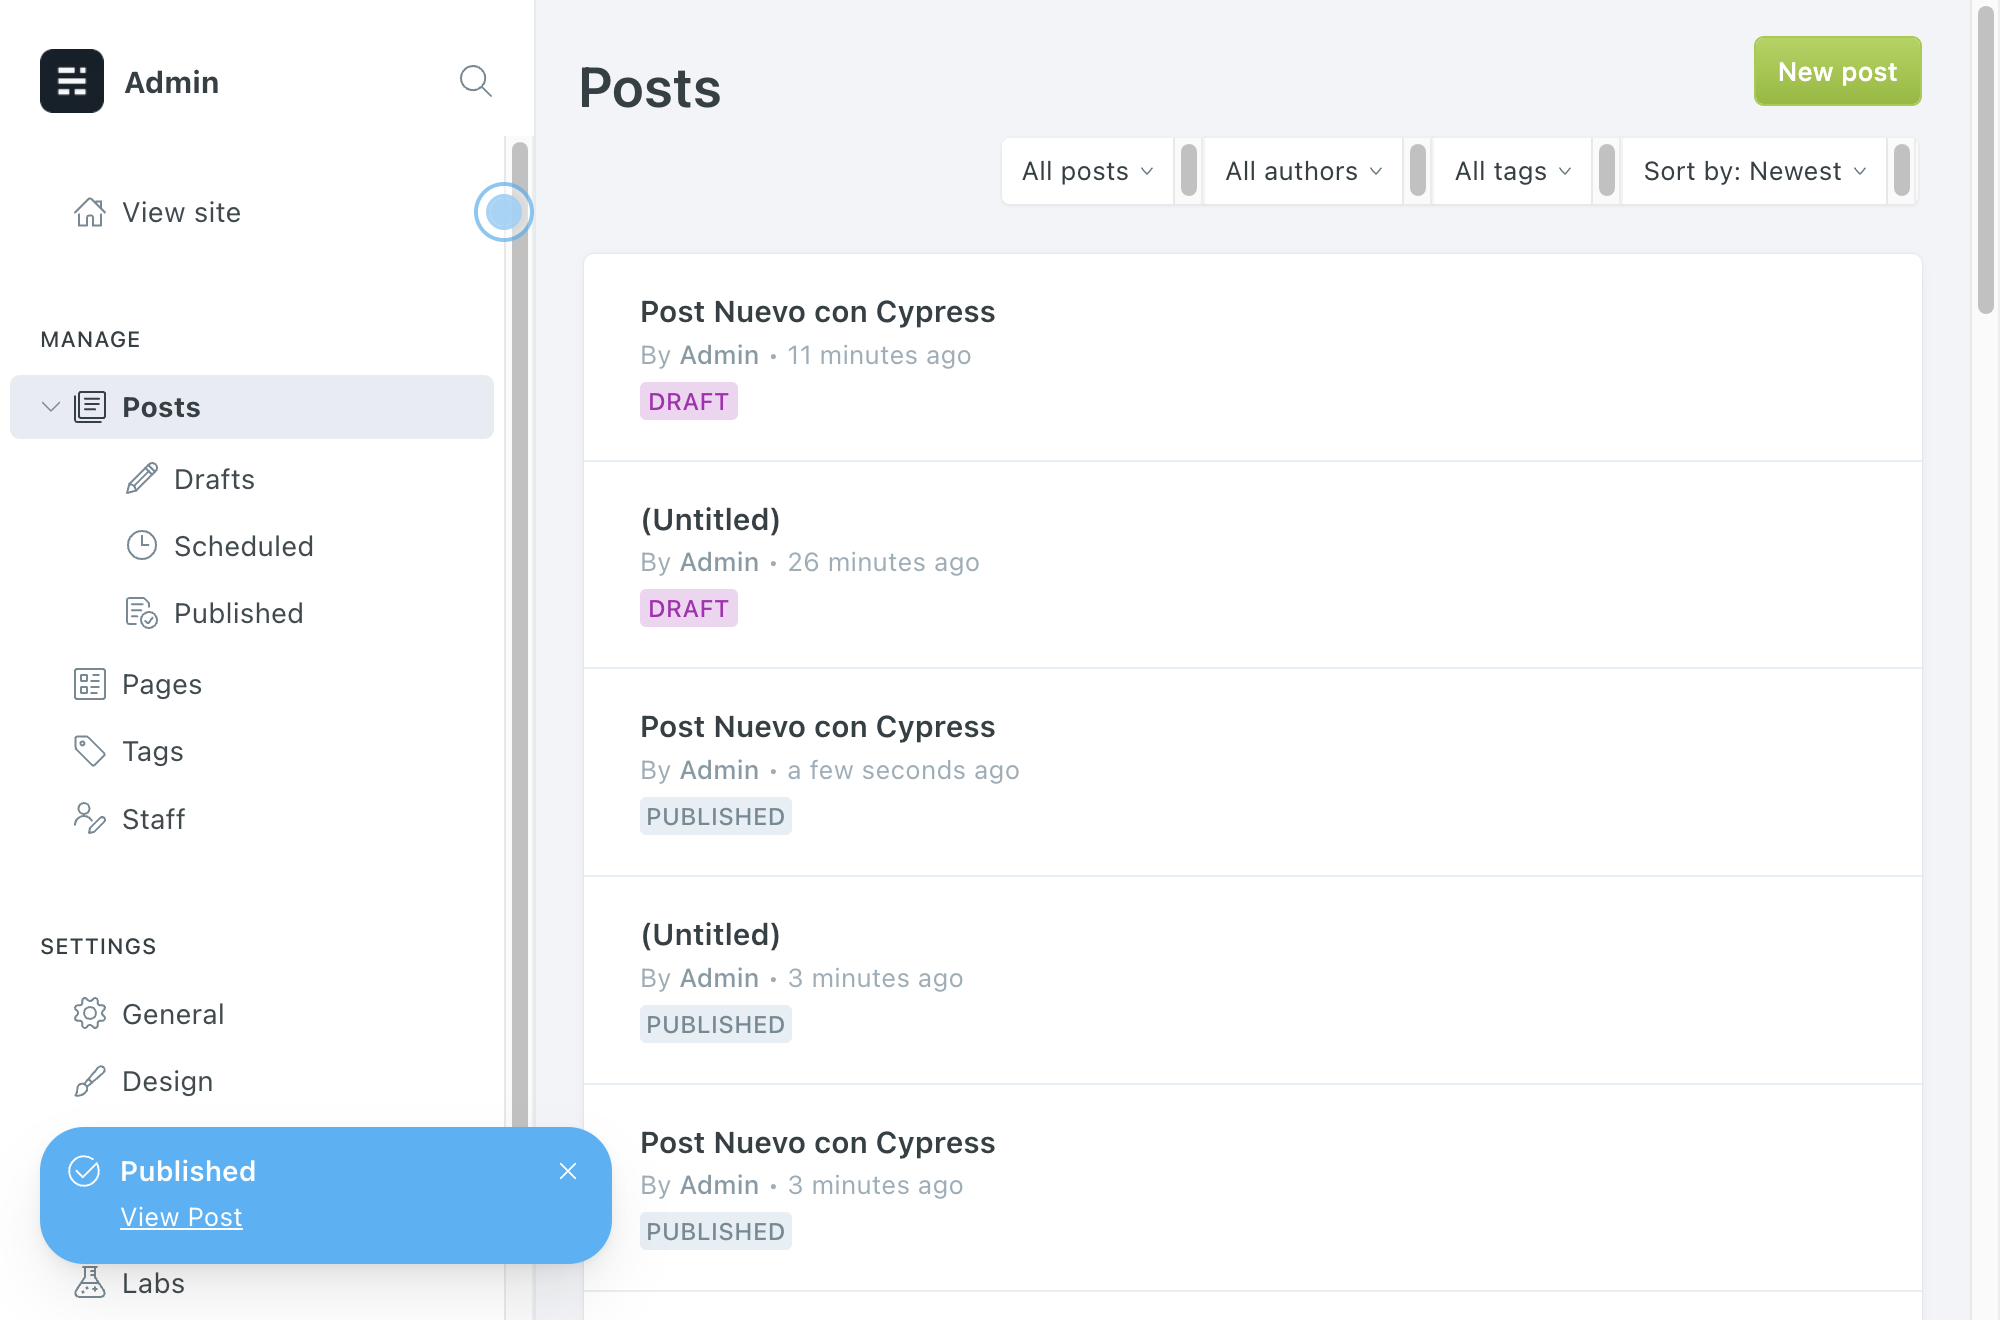 Admin
View site
MANAGE
Posts
Drafts
Scheduled
Published
Pages
Tags
Staff
SETTINGS
General
Design
Published
View Post
Labs
Posts
New post
All posts
All authors
All tags
Sort by: Newest
Post Nuevo con Cypress
By Admin • 11 minutes ago
DRAFT
(Untitled)
By Admin • 26 minutes ago
DRAFT
Post Nuevo con Cypress
By Admin • a few seconds ago
PUBLISHED
(Untitled)
By Admin • 3 minutes ago
PUBLISHED
Post Nuevo con Cypress
By Admin • 3 minutes ago
PUBLISHED